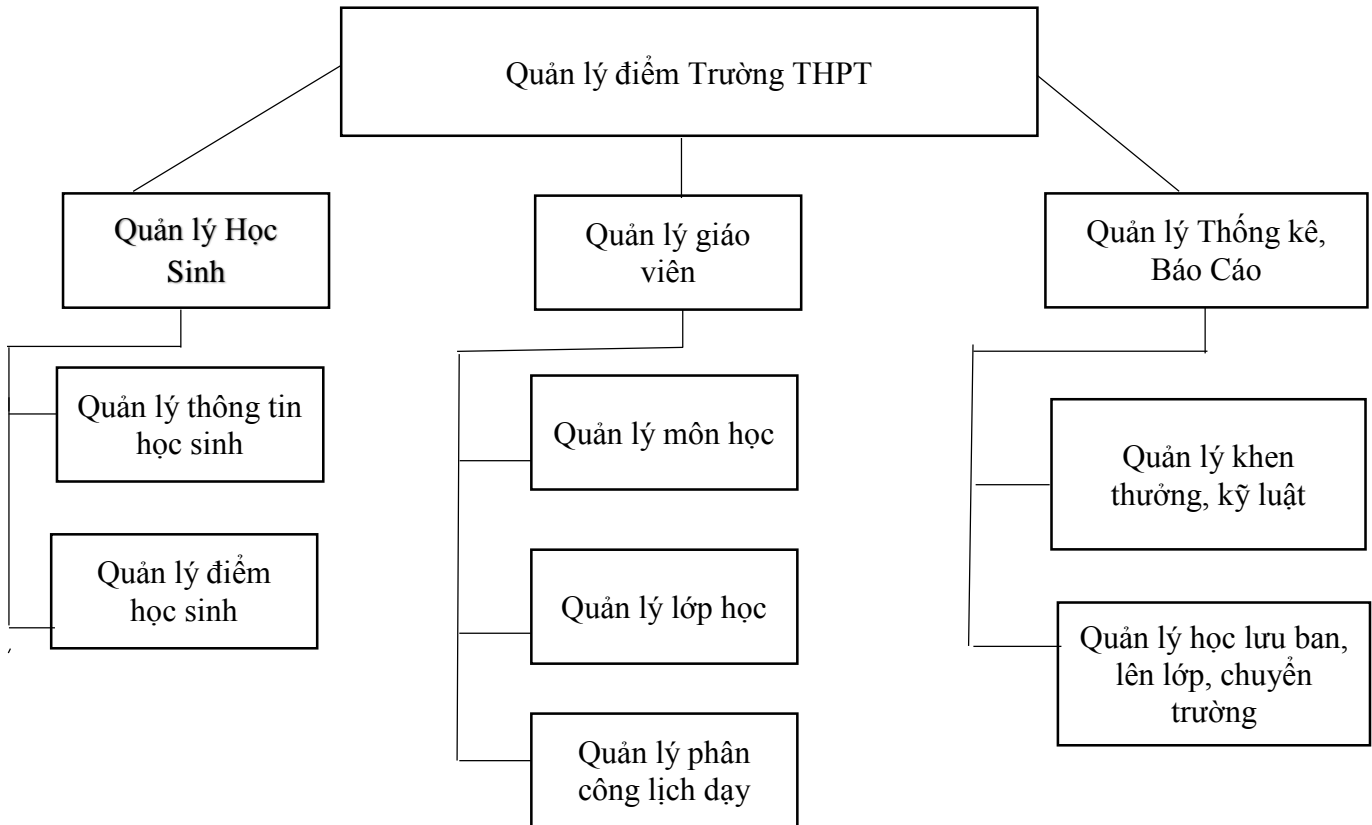 Quản lý điểm Trường THPT
Quản lý Học
Sinh
Quản lý giáo
viên
Quản lý Thống kê,
Báo Cáo
Quản lý thông tin
học sinh
Quản lý điểm
học sinh
Quản lý môn học
Quản lý lớp học
Quản lý phân
công lịch dạy
Quản lý khen
thưởng, kỹ luật
Quản lý học lưu ban,
lên lớp, chuyển
trường